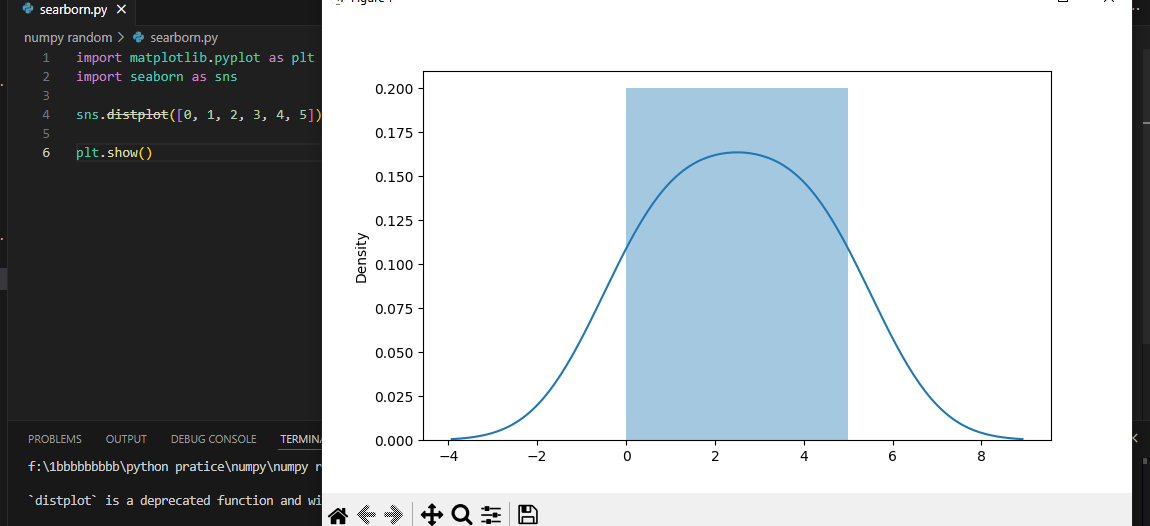 searborn.py
numpy random > searborn.py
1 import matplotlib.pyplot as plt
2 import seaborn as sns
3
4 sns.distplot([0, 1, 2, 3, 4, 5])
5
6 plt.show()
PROBLEMS OUTPUT DEBUG CONSOLE
f:\1bbbbbbbbb\python pratice\numpy\numpy
`distplot` is a deprecated function and
0.200
0.175
0.150
0.125
0.100
0.075
0.050
0.025
0.000
Density
−4 −2 0 2 4 6 8